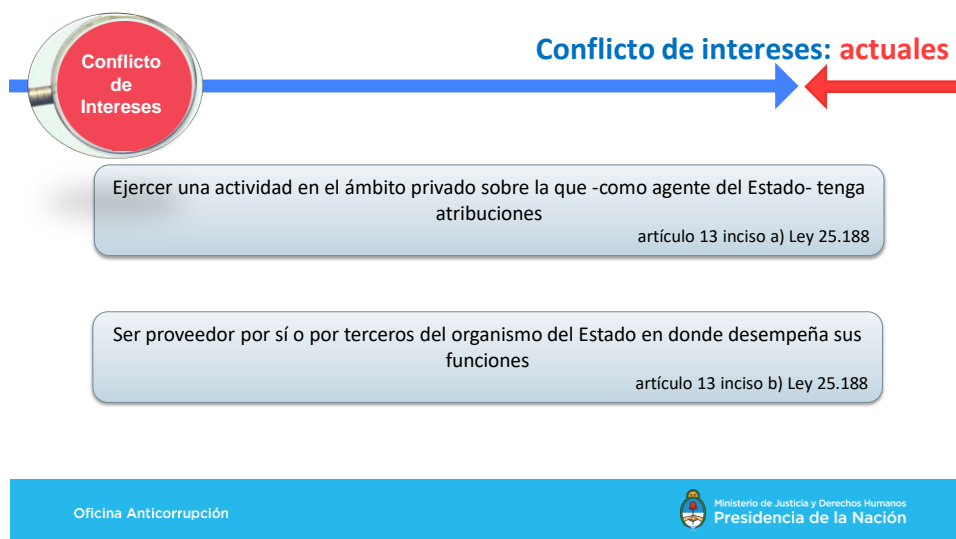 Conflicto de intereses: actuales
Conflicto
de
Intereses
Ejercer una actividad en el ámbito privado sobre la que -como agente del Estado- tenga
atribuciones
artículo 13 inciso a) Ley 25.188
Ser proveedor por sí o por terceros del organismo del Estado en donde desempeña sus
funciones
artículo 13 inciso b) Ley 25.188
Oficina Anticorrupción
Ministerio de Justicia y Derechos Humanos
Presidencia de la Nación